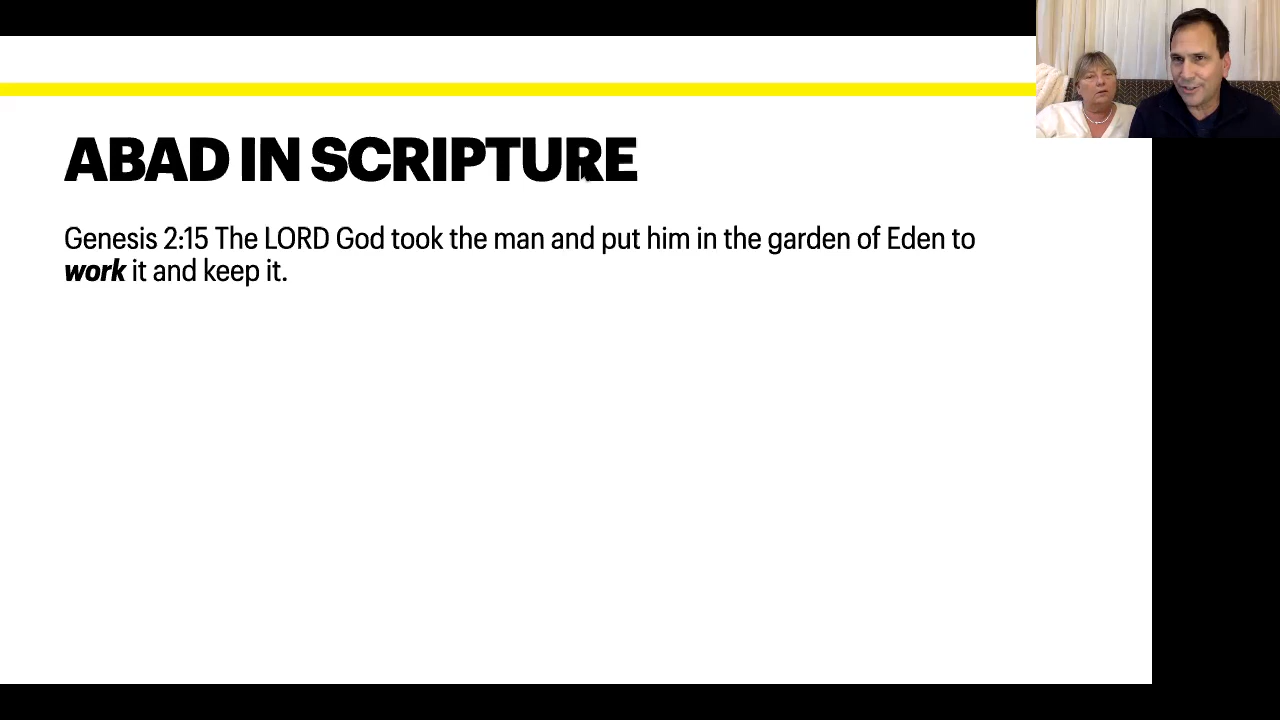 ABAD IN SCRIPTURE
Genesis 2:15 The LORD God took the man and put him in the garden of Eden to
work it and keep it.